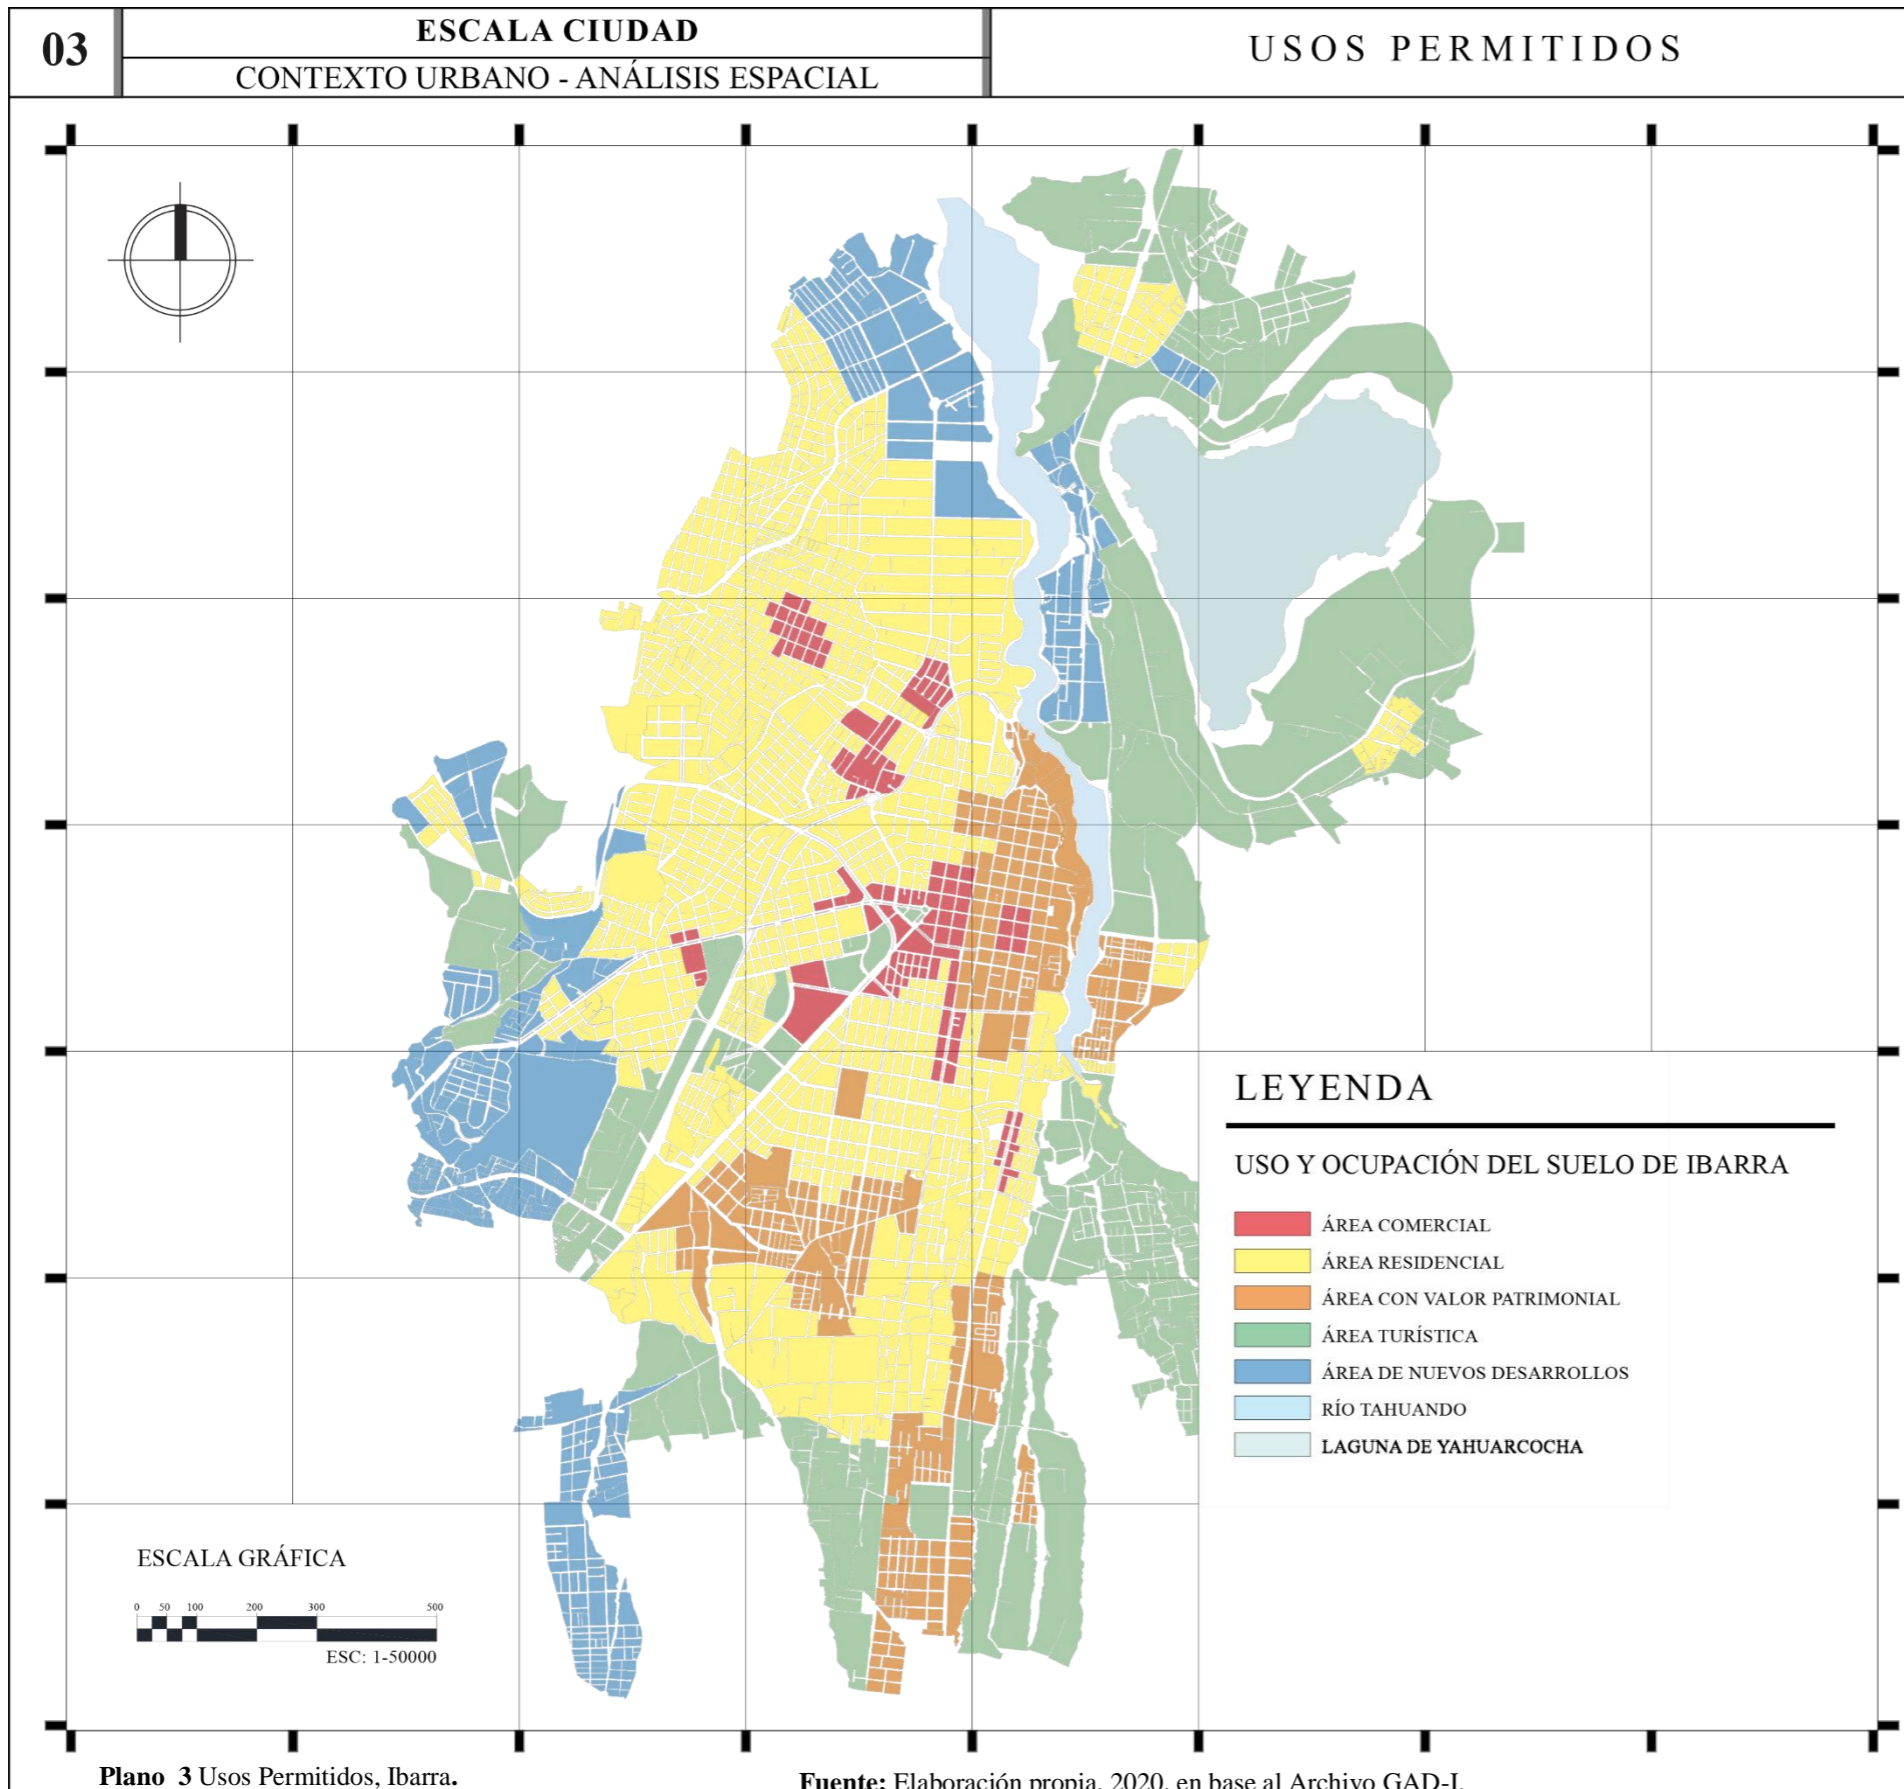 03
ESCALA CIUDAD
CONTEXTO URBANO - ANÁLISIS ESPACIAL
USOS PERMITIDOS
LEYENDA
USO Y OCUPACIÓN DEL SUELO DE IBARRA
ÁREA COMERCIAL
ÁREA RESIDENCIAL
ÁREA CON VALOR PATRIMONIAL
ÁREA TURÍSTICA
ÁREA DE NUEVOS DESARROLLOS
RÍO TAHUANDO
LAGUNA DE YAHUARCOCHA
ESCALA GRÁFICA
0 50 100 200 300 500
ESC: 1-50000
Plano 3 Usos Permitidos, Ibarra.
Fuente: Elaboración propia, 2020, en base al Archivo GAD-I.